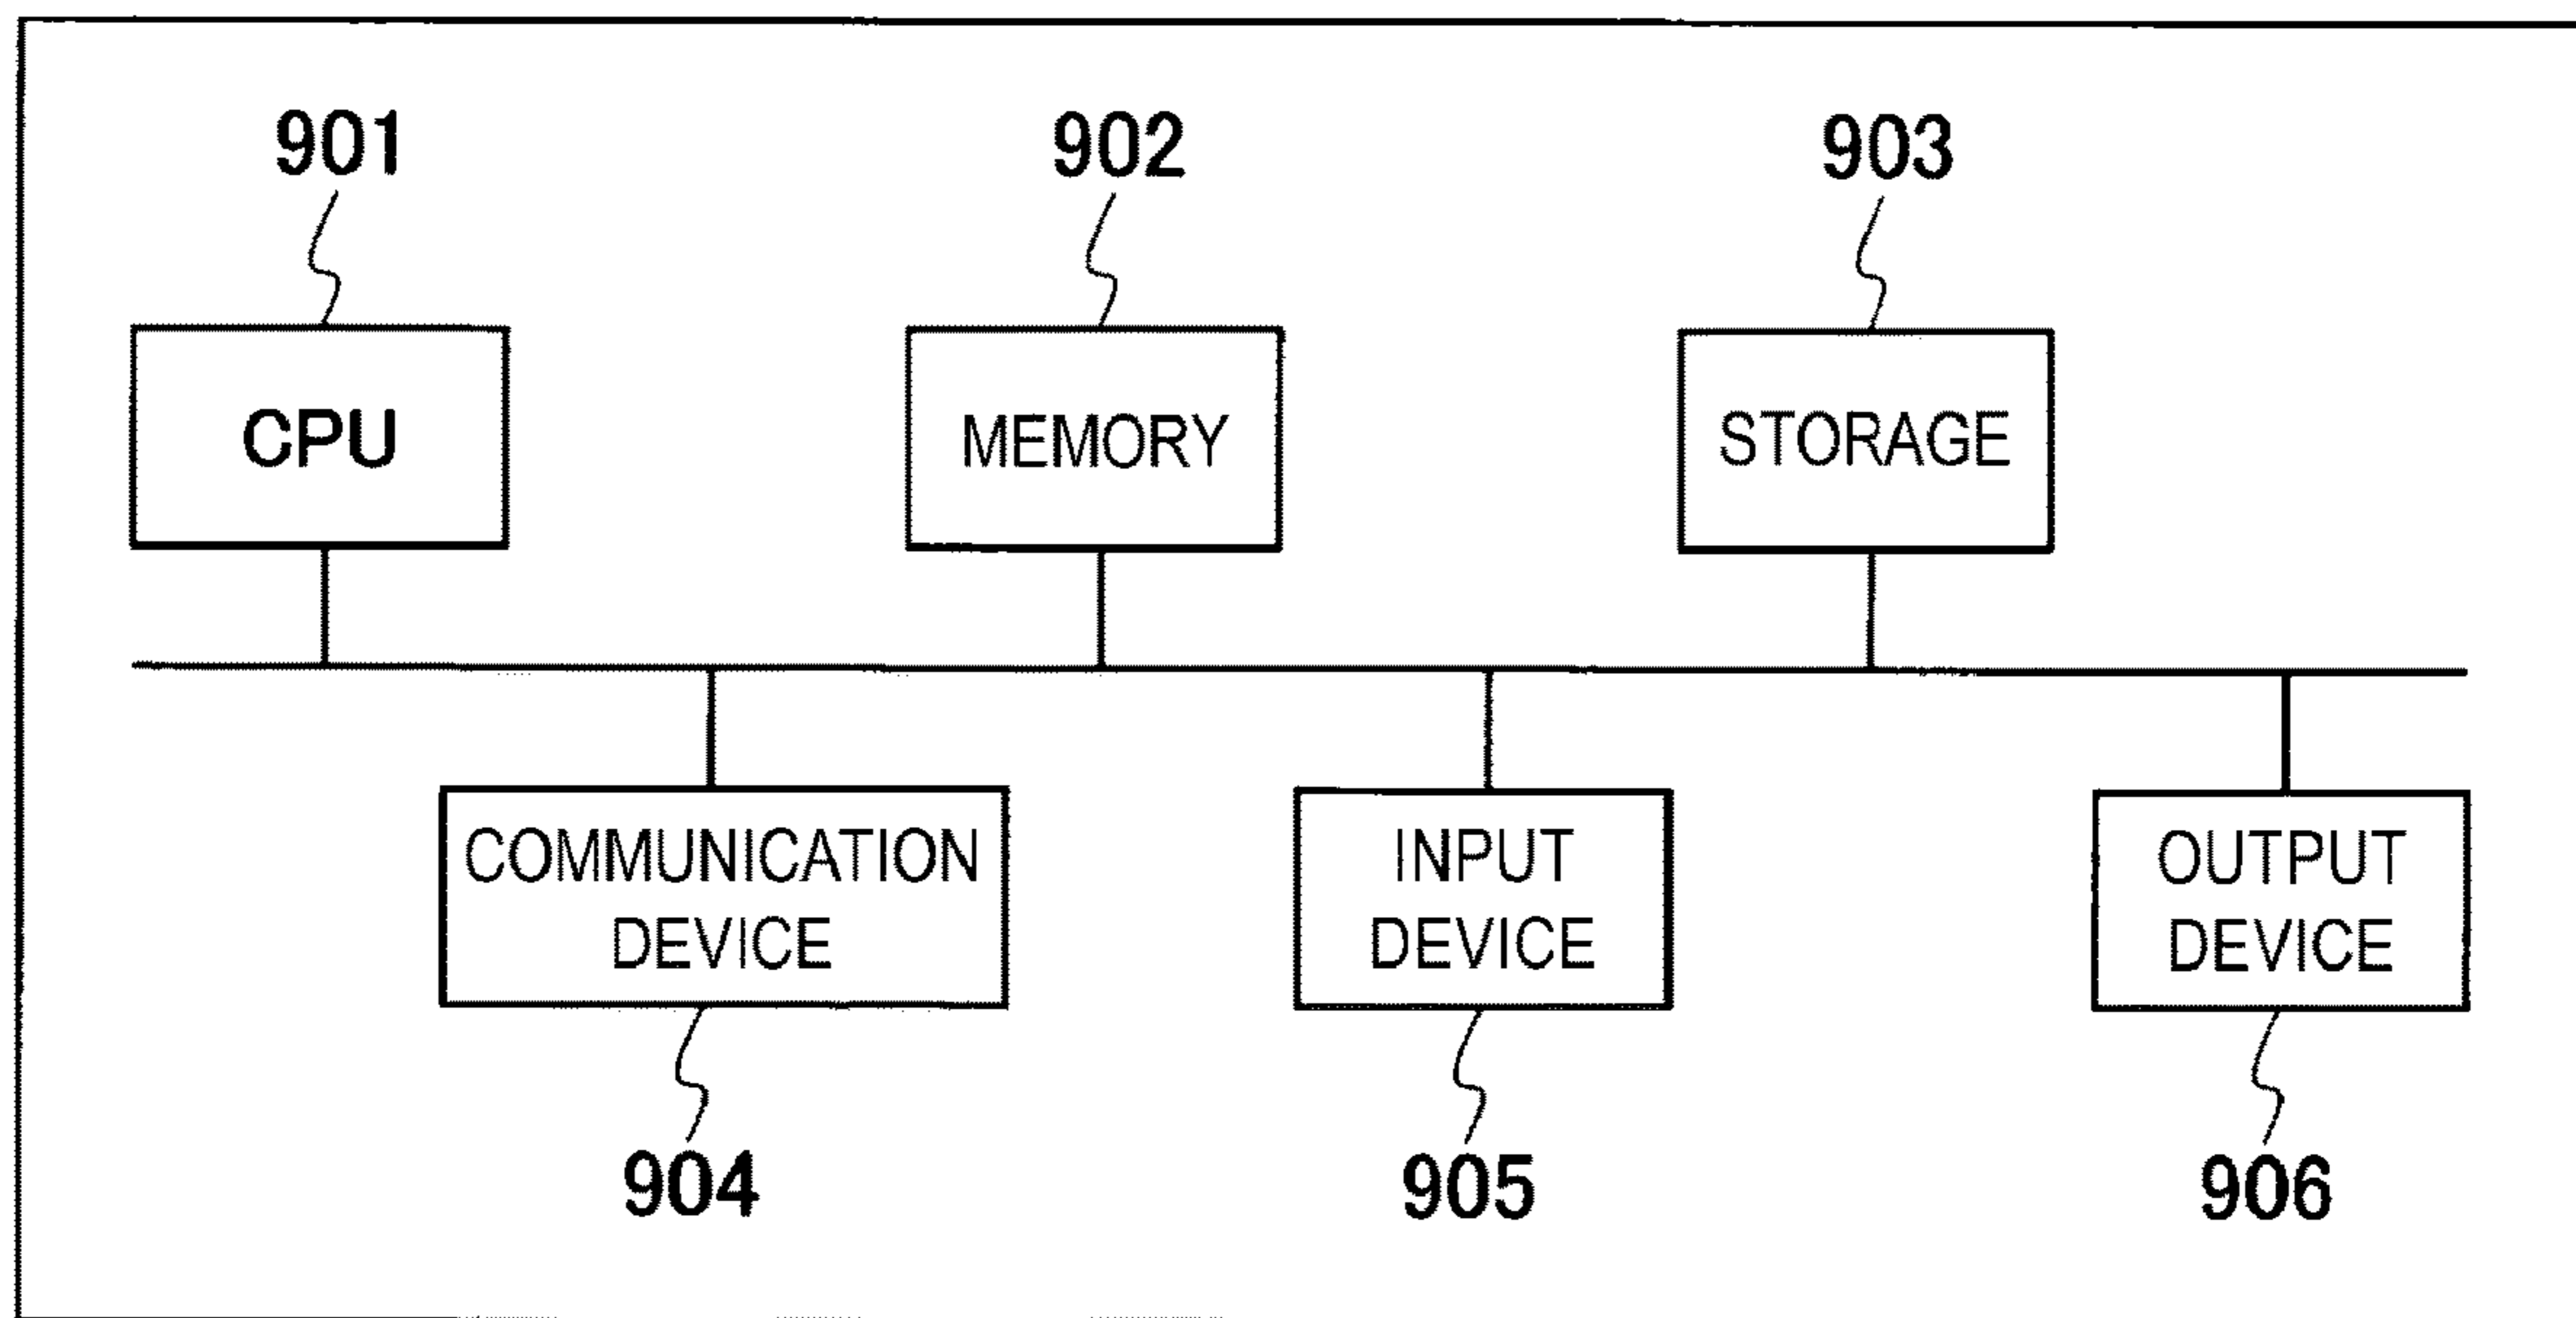 901
902
903
CPU
MEMORY
STORAGE
COMMUNICATION
DEVICE
INPUT
DEVICE
OUTPUT
DEVICE
904
905
906